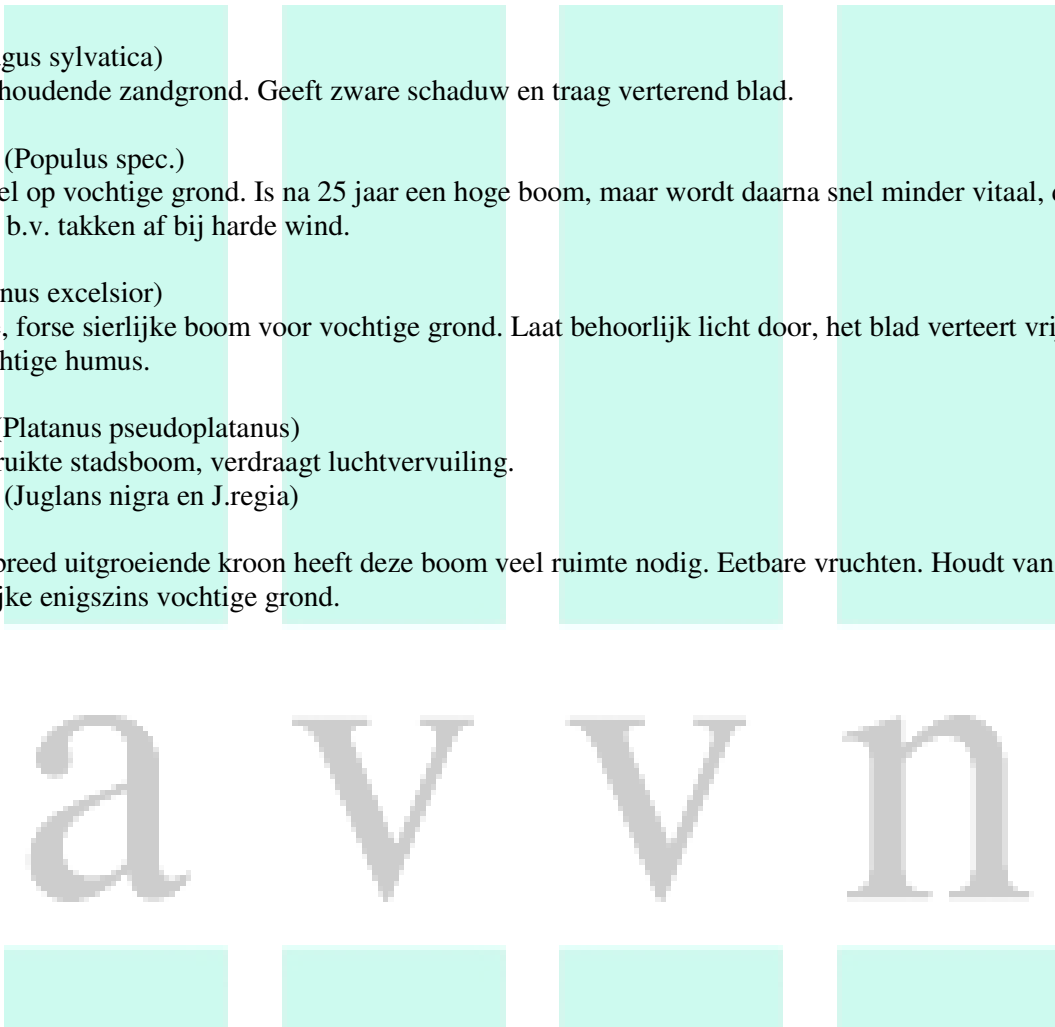 gus sylvatica)
houdende zandgrond. Geeft zware schaduw en traag verterend blad.
(Populus spec.)
el op vochtige grond. Is na 25 jaar een hoge boom, maar wordt daarna snel minder vitaal,
b.v. takken af bij harde wind.
nus excelsior)
, forse sierlijke boom voor vochtige grond. Laat behoorlijk licht door, het blad verteert vrij
htige humus.
(Platanus pseudoplatanus)
ruikte stadsboom, verdraagt luchtvervuiling.
(Juglans nigra en J.regia)
breed uitgroeiende kroon heeft deze boom veel ruimte nodig. Eetbare vruchten. Houdt van
jke enigszins vochtige grond.
a v v n